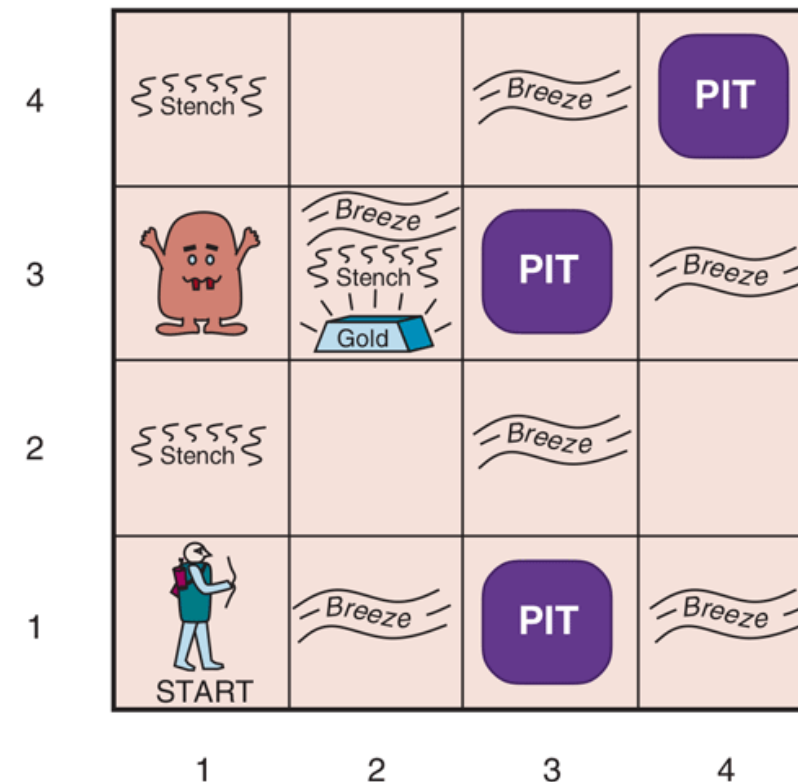 4
Stench
Breeze
PIT
3
Breeze
Stench
Gold
PIT
Breeze
2
Stench
Breeze
1
START
Breeze
PIT
Breeze
1 2 3 4